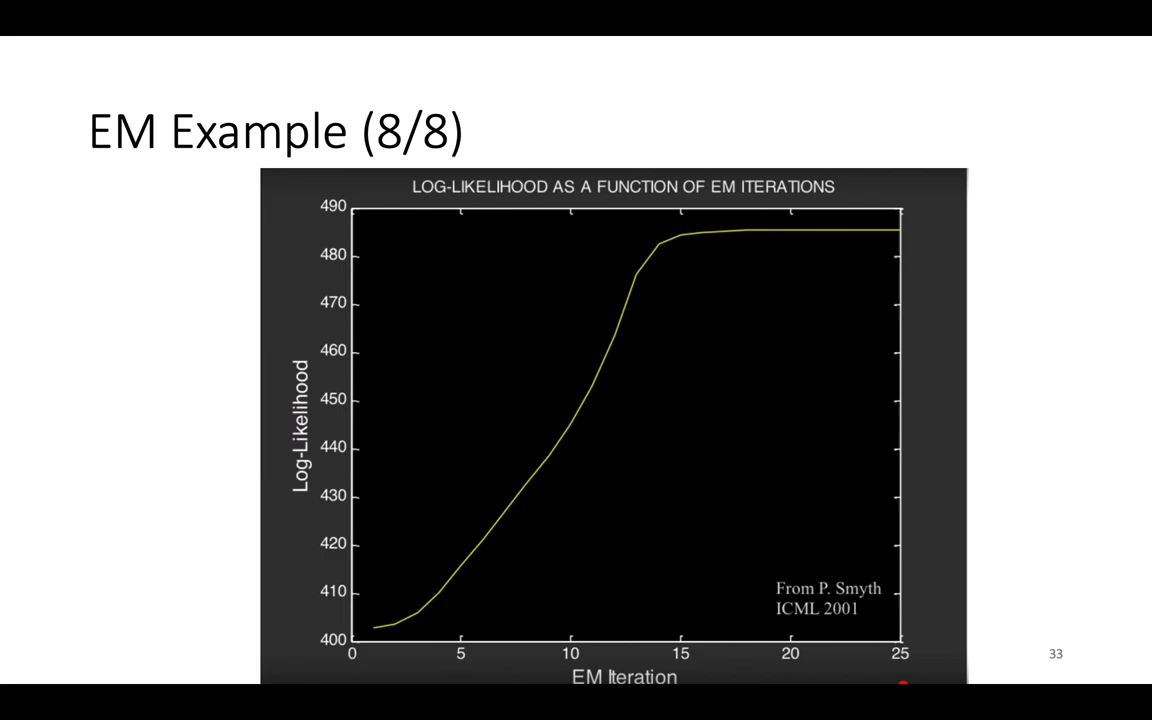 EM Example (8/8)
LOG-LIKELIHOOD AS A FUNCTION OF EM ITERATIONS
490
480
470
460
450
440
430
420
410
400
Log-Likelihood
From P. Smyth
ICML 2001
0 5 10 15 20 25
EM Iteration
33